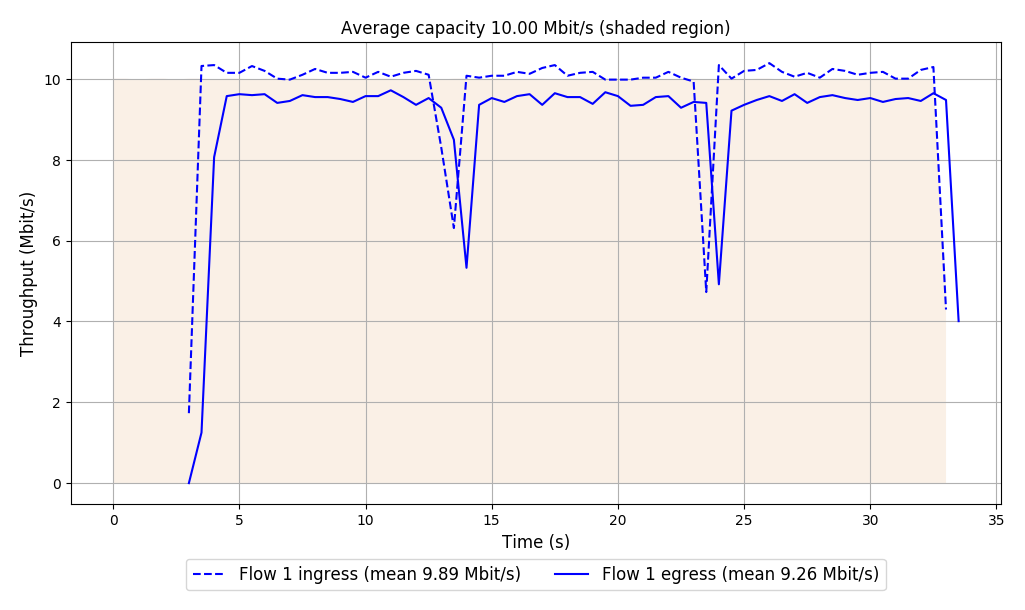 Average capacity 10.00 Mbit/s (shaded region)
Throughput (Mbit/s)
10
8
6
4
2
0
0 5 10 15 20 25 30 35
Time (s)
Flow 1 ingress (mean 9.89 Mbit/s) Flow 1 egress (mean 9.26 Mbit/s)